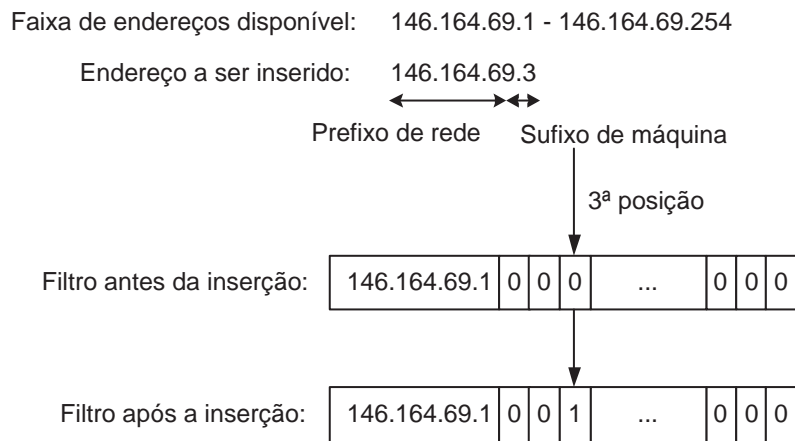 Faixa de endereços disponível: 146.164.69.1 - 146.164.69.254
Endereço a ser inserido: 146.164.69.3
Prefixo de rede Sufixo de máquina
3ª posição
Filtro antes da inserção: 146.164.69.1 0 0 0 ... 0 0 0
Filtro após a inserção: 146.164.69.1 0 0 1 ... 0 0 0